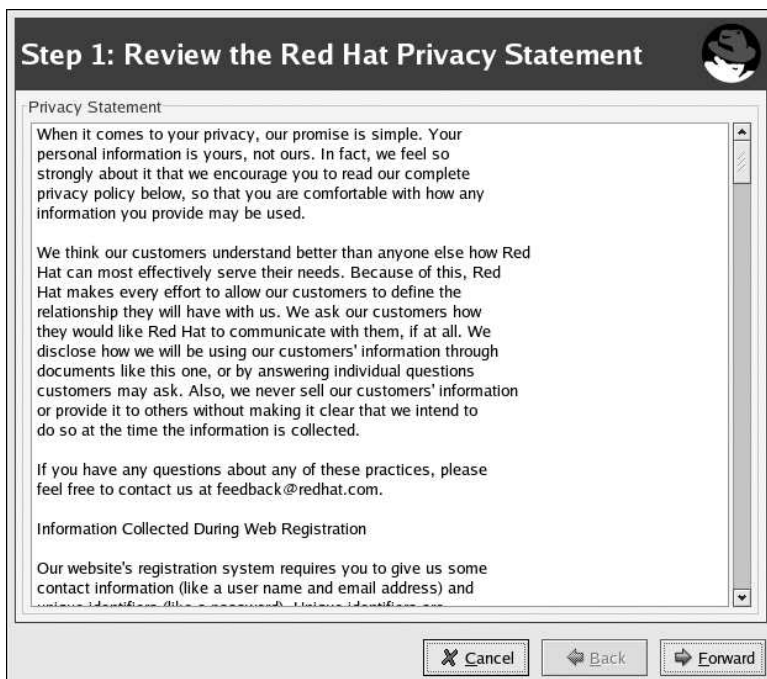 Step 1: Review the Red Hat Privacy Statement
Privacy Statement
When it comes to your privacy, our promise is simple. Your
personal information is yours, not ours. In fact, we feel so
strongly about it that we encourage you to read our complete
privacy policy below, so that you are comfortable with how any
information you provide may be used.
We think our customers understand better than anyone else how Red
Hat can most effectively serve their needs. Because of this, Red
Hat makes every effort to allow our customers to define the
relationship they will have with us. We ask our customers how
they would like Red Hat to communicate with them, if at all. We
disclose how we will be using our customers' information through
documents like this one, or by answering individual questions
customers may ask. Also, we never sell our customers' information
or provide it to others without making it clear that we intend to
do so at the time the information is collected.
If you have any questions about any of these practices, please
feel free to contact us at feedback@redhat.com.
Information Collected During Web Registration
Our website's registration system requires you to give us some
contact information (like a user name and email address) and
unique identifiers (like a password). Unique identifiers are
Cancel
Back
Forward